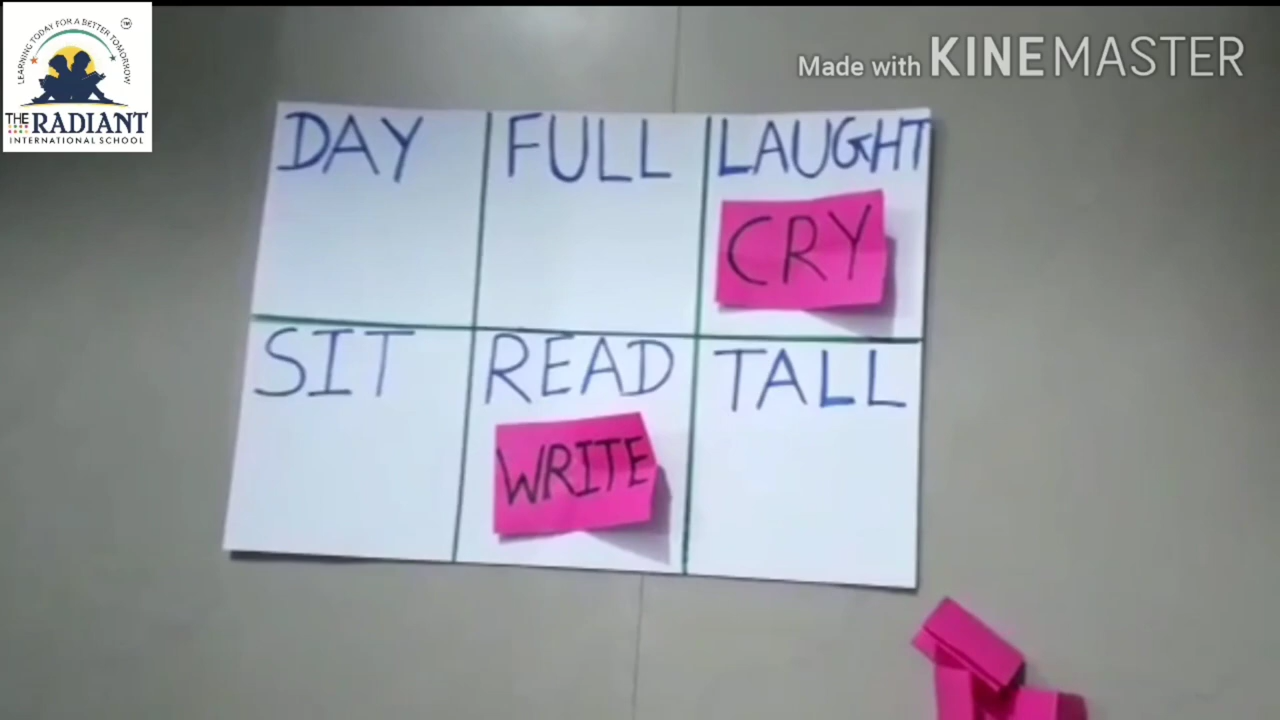 LEARNING TODAY FOR A BETTER TOMORROW
TM
THE RADIANT
INTERNATIONAL SCHOOL
Made with KINEMASTER
DAY FULL LAUGHT
CRY
SIT READ TALL
WRITE